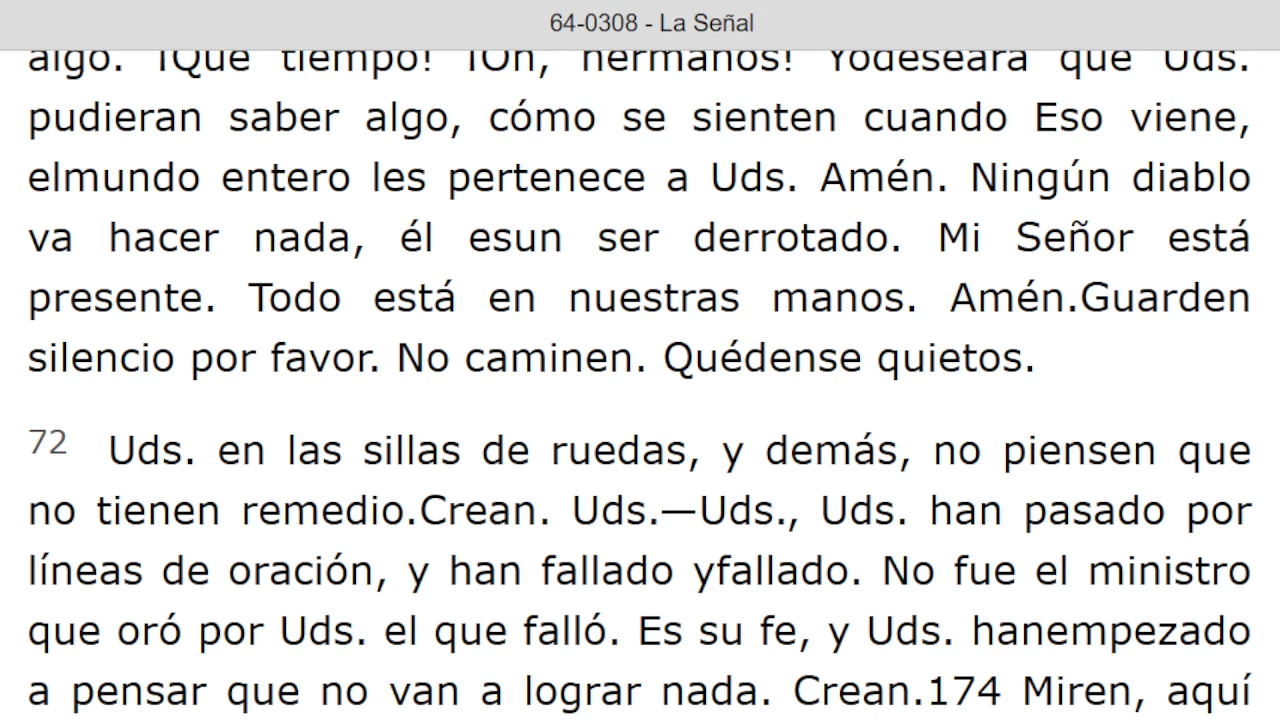 64-0308 - La Señal
algo. ¡Qué tiempo! ¡Oh, hermanos! Yodeseara que Uds.
pudieran saber algo, cómo se sienten cuando Eso viene,
elmundo entero les pertenece a Uds. Amén. Ningún diablo
va hacer nada, él esun ser derrotado. Mi Señor está
presente. Todo está en nuestras manos. Amén.Guarden
silencio por favor. No caminen. Quédense quietos.
72 Uds. en las sillas de ruedas, y demás, no piensen que
no tienen remedio.Crean. Uds.—Uds., Uds. han pasado por
líneas de oración, y han fallado yfallado. No fue el ministro
que oró por Uds. el que falló. Es su fe, y Uds. hanempezado
a pensar que no van a lograr nada. Crean.174 Miren, aquí